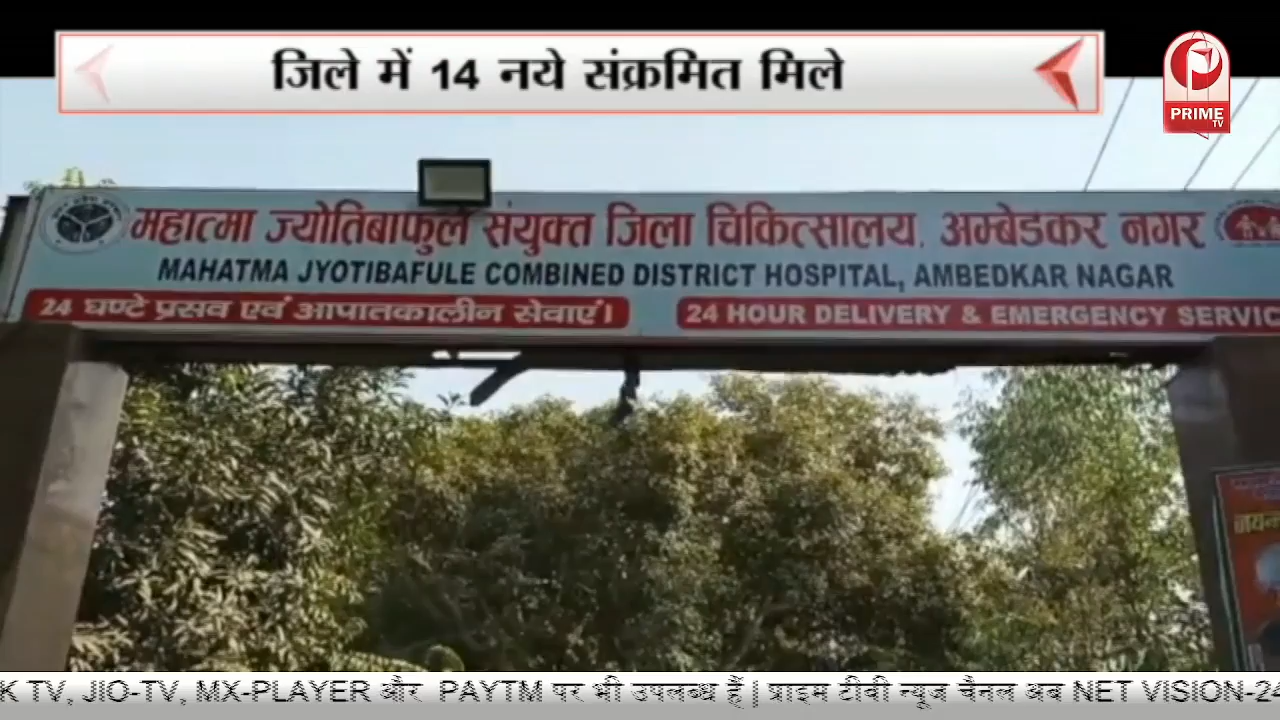 जिले में 14 नये संक्रमित मिले
PRIME
TV
महात्मा ज्योतिबाफुले संयुक्त जिला चिकित्सालय, अम्बेडकर नगर
MAHATMA JYOTIBAFULE COMBINED DISTRICT HOSPITAL, AMBEDKAR NAGAR
24 घण्टे प्रसव एवं आपातकालीन सेवाएं।
24 HOUR DELIVERY & EMERGENCY SERVIC
K TV, JIO-TV, MX-PLAYER और PAYTM पर भी उपलब्ध हैं | प्राइम टीवी न्यूज चैनल अब NET VISION-24